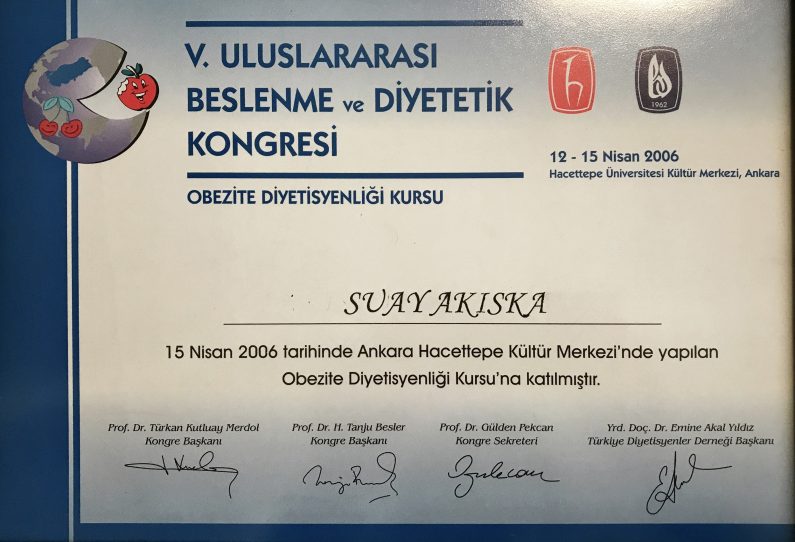 V. ULUSLARARASI
BESLENME ve DİYETETİK
KONGRESİ
1962
12 - 15 Nisan 2006
Hacettepe Üniversitesi Kültür Merkezi, Ankara
OBEZİTE DİYETİSYENLİĞİ KURSU
SUAY AKISKA
15 Nisan 2006 tarihinde Ankara Hacettepe Kültür Merkezi'nde yapılan
Obezite Diyetisyenliği Kursu'na katılmıştır.
Prof. Dr. Türkan Kutluay Merdol
Kongre Başkanı
Prof. Dr. H. Tanju Besler
Kongre Başkanı
Prof. Dr. Gülden Pekcan
Kongre Sekreteri
Yrd. Doç. Dr. Emine Akal Yıldız
Türkiye Diyetisyenler Derneği Başkanı